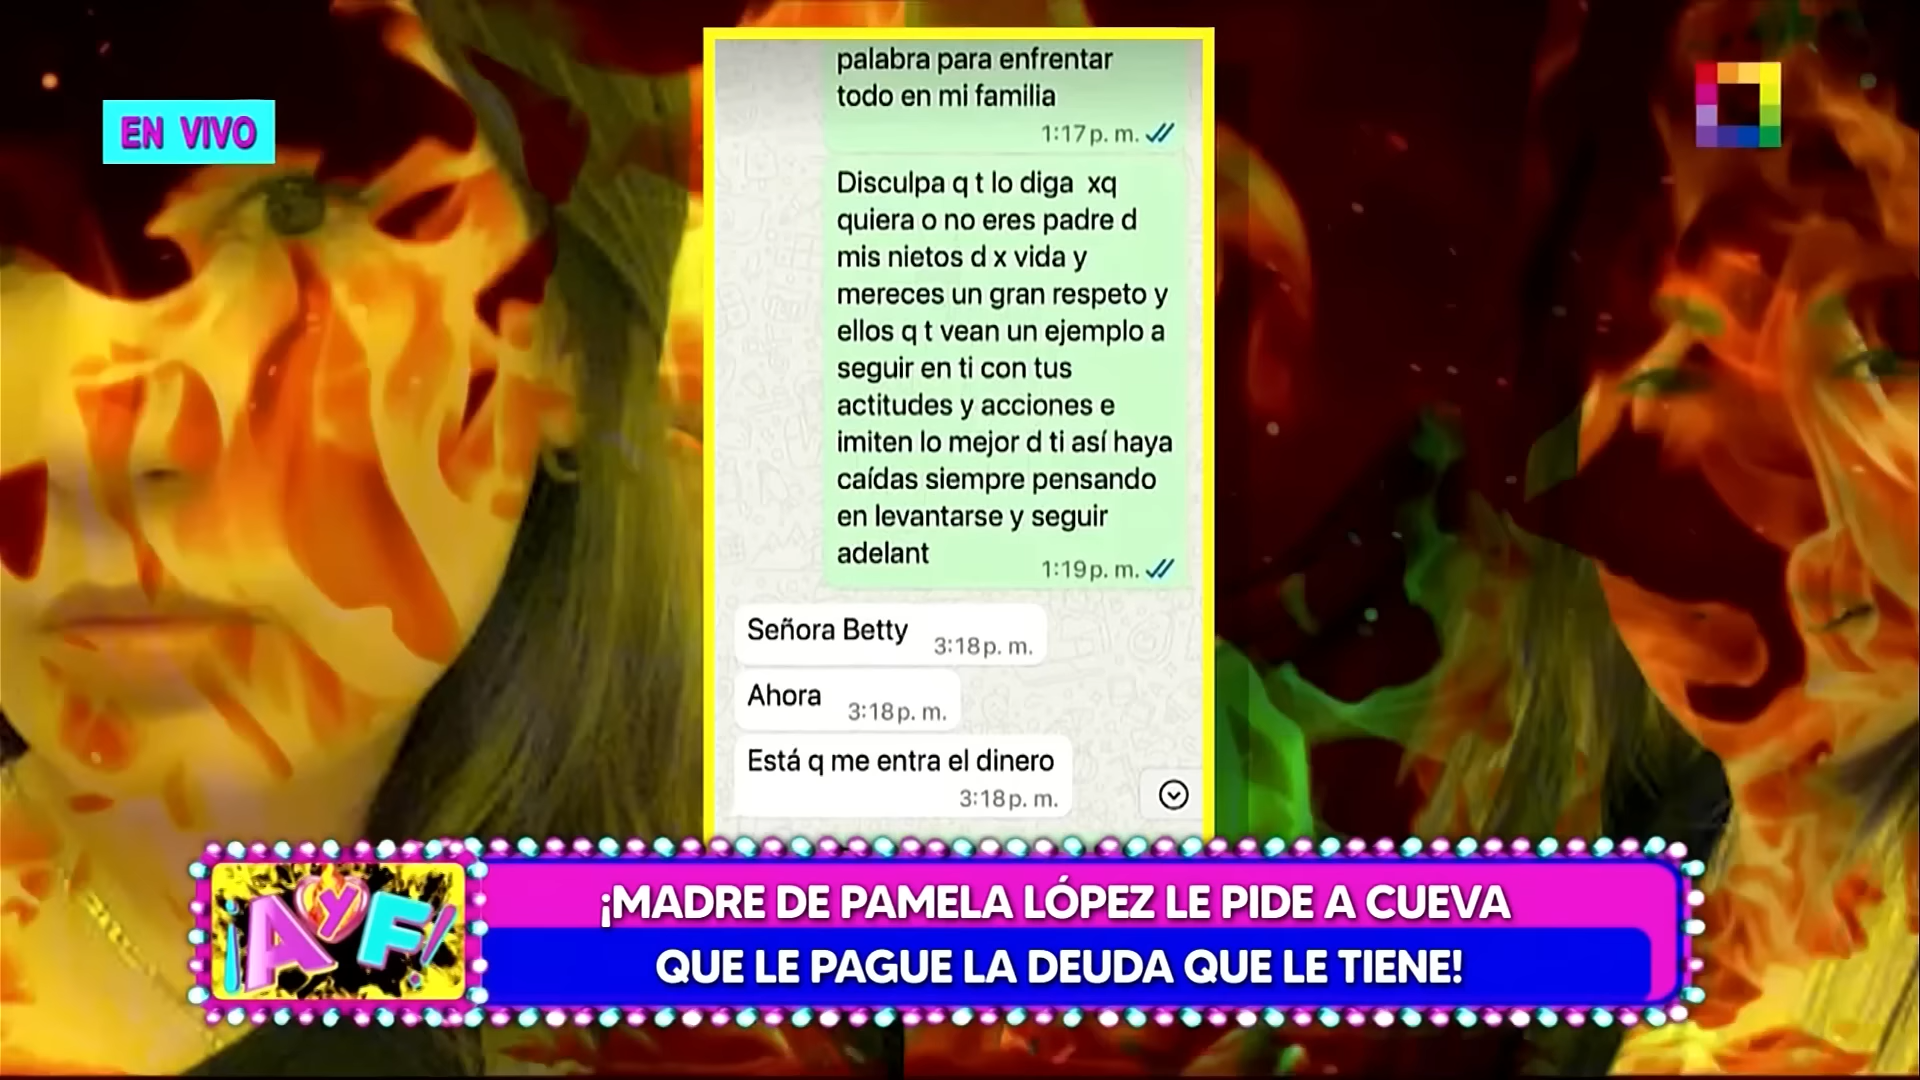 EN VIVO
palabra para enfrentar
todo en mi familia
1:17 p. m.
Disculpa q t lo diga xq
quiera o no eres padre d
mis nietos d x vida y
mereces un gran respeto y
ellos q t vean un ejemplo a
seguir en ti con tus
actitudes y acciones e
imiten lo mejor d ti así haya
caídas siempre pensando
en levantarse y seguir
adelant
1:19 p. m.
Señora Betty
3:18 p. m.
Ahora
3:18 p. m.
Está q me entra el dinero
3:18 p. m.
¡AyF!
¡MADRE DE PAMELA LÓPEZ LE PIDE A CUEVA
QUE LE PAGUE LA DEUDA QUE LE TIENE!